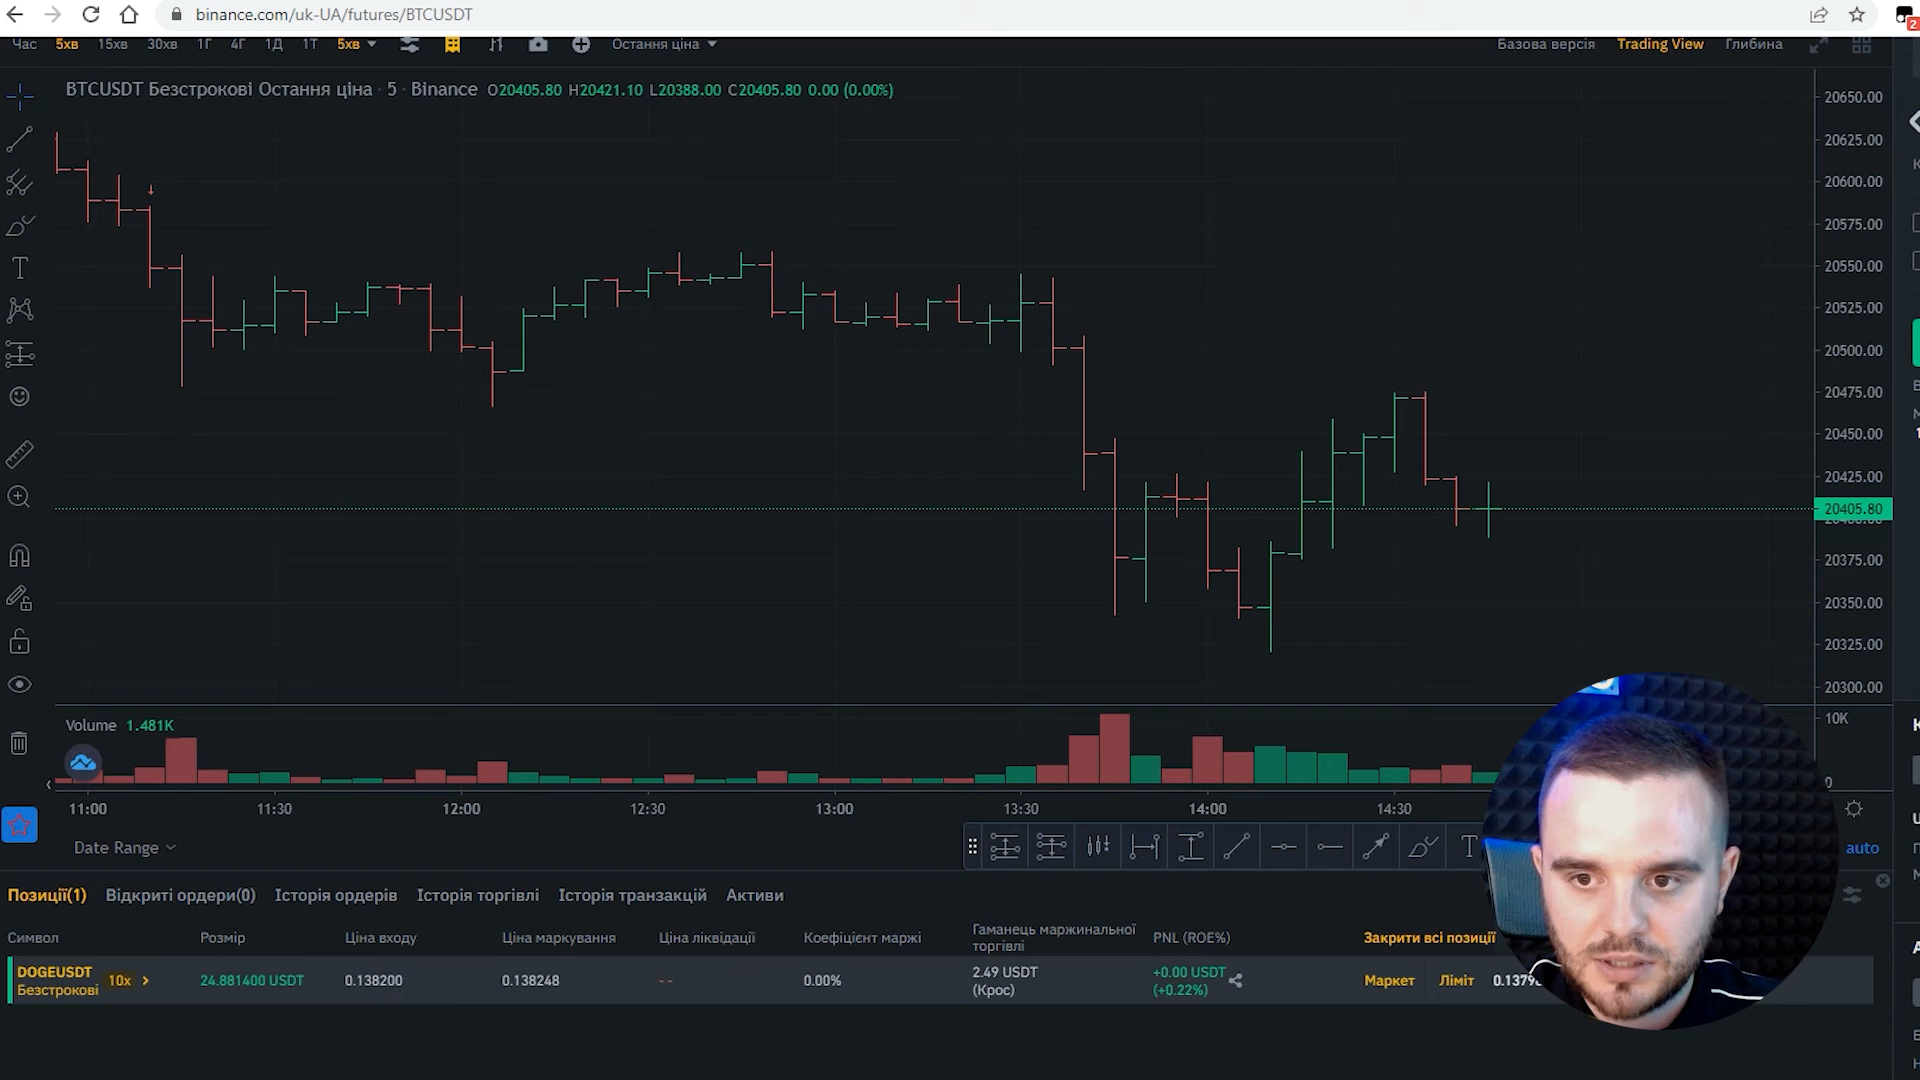 binance.com/uk-UA/futures/BTCUSDT
2
Час 5хв 15хв 30хв 1Г 4Г 1Д 1Т 5хв Остання ціна Базова версія Trading View Глибина
BTCUSDT Безстрокові Остання ціна · 5 · Binance O20405.80 H20421.10 L20388.00 C20405.80 0.00 (0.00%)
20650.00
20625.00
20600.00
20575.00
20550.00
20525.00
20500.00
20475.00
20450.00
20425.00
20405.80
20375.00
20350.00
20325.00
20300.00
Volume 1.481K
10K
0
11:00 11:30 12:00 12:30 13:00 13:30 14:00 14:30
Date Range
auto
Позиції(1) Відкриті ордери(0) Історія ордерів Історія торгівлі Історія транзакцій Активи
Символ Розмір Ціна входу Ціна маркування Ціна ліквідації Коефіцієнт маржі Гаманець маржинальної торгівлі PNL (ROE%) Закрити всі позиції
DOGEUSDT Безстрокові 10x 24.881400 USDT 0.138200 0.138248 -- 0.00% 2.49 USDT (Крос) +0.00 USDT (+0.22%) Маркет Ліміт